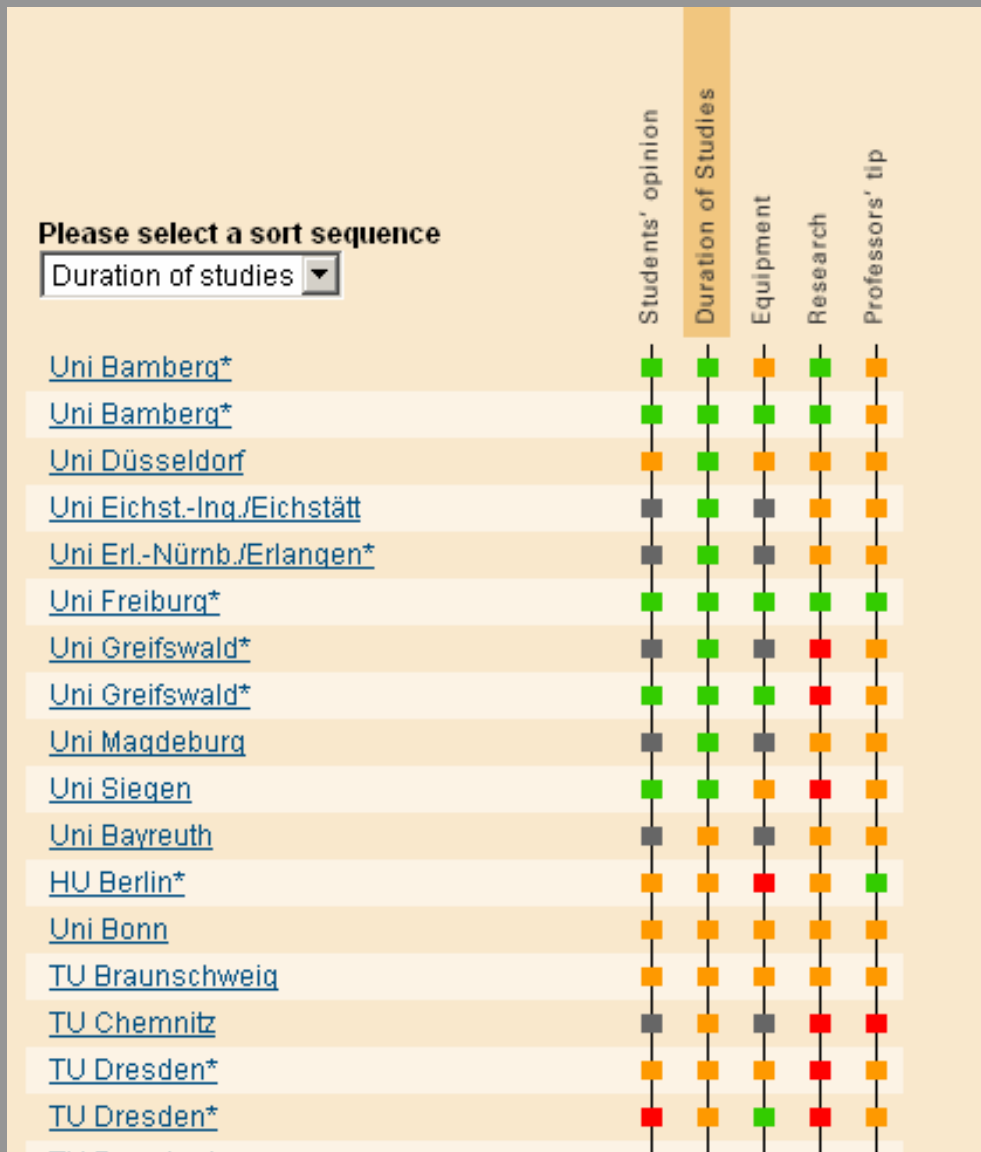 Students' opinion
Duration of Studies
Equipment
Research
Professors' tip
Please select a sort sequence
Duration of studies
Uni Bamberg*
Uni Bamberg*
Uni Düsseldorf
Uni Eichst.-Ing./Eichstätt
Uni Erl.-Nürnb./Erlangen*
Uni Freiburg*
Uni Greifswald*
Uni Greifswald*
Uni Magdeburg
Uni Siegen
Uni Bayreuth
HU Berlin*
Uni Bonn
TU Braunschweig
TU Chemnitz
TU Dresden*
TU Dresden*